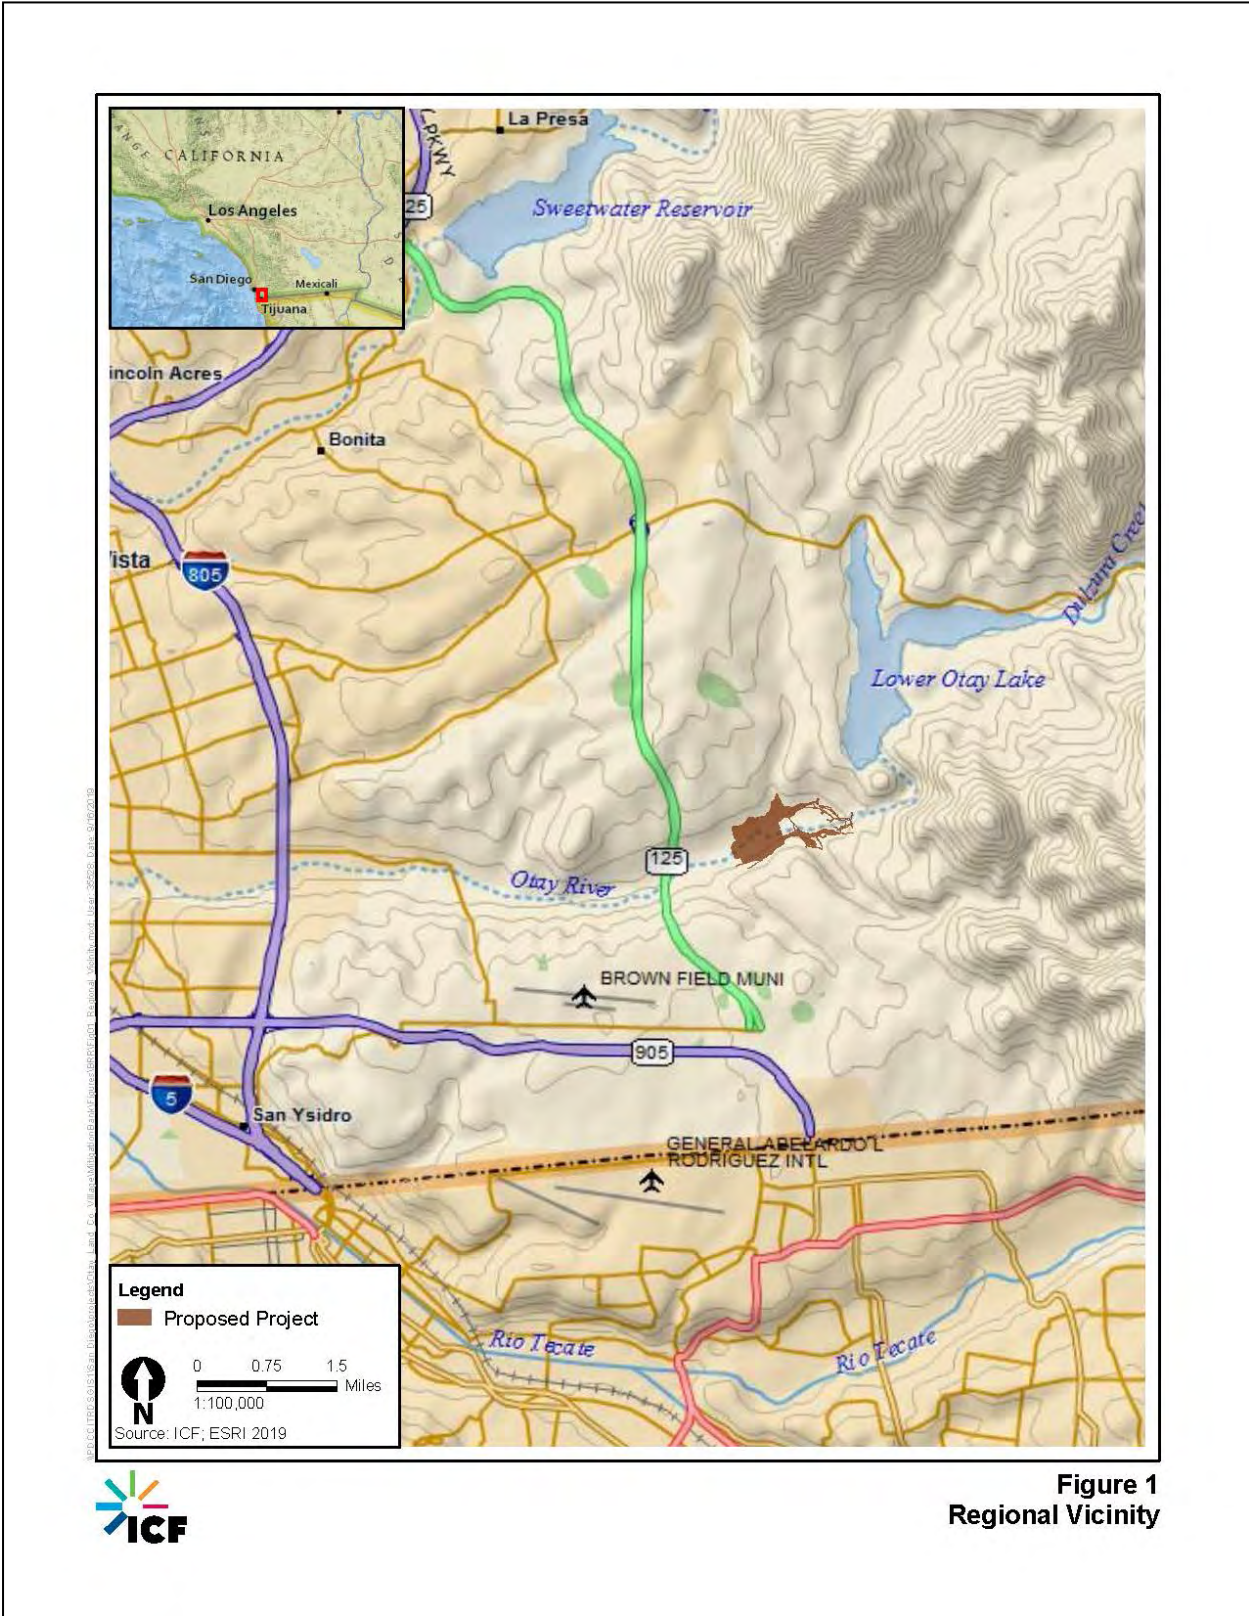 CALIFORNIA
Los Angeles
San Diego
Mexicali
Tijuana
PKWY
La Presa
25
Sweetwater Reservoir
incoln Acres
Bonita
Vista
805
Dulzura Creek
Lower Otay Lake
125
Otay River
BROWN FIELD MUNI
905
5
San Ysidro
GENERAL ABELARDO L
RODRIGUEZ INTL
Rio Tecate
Rio Tecate
Legend
Proposed Project
N
0 0.75 1.5
Miles
1:100,000
Source: ICF; ESRI 2019
ICF
Figure 1
Regional Vicinity